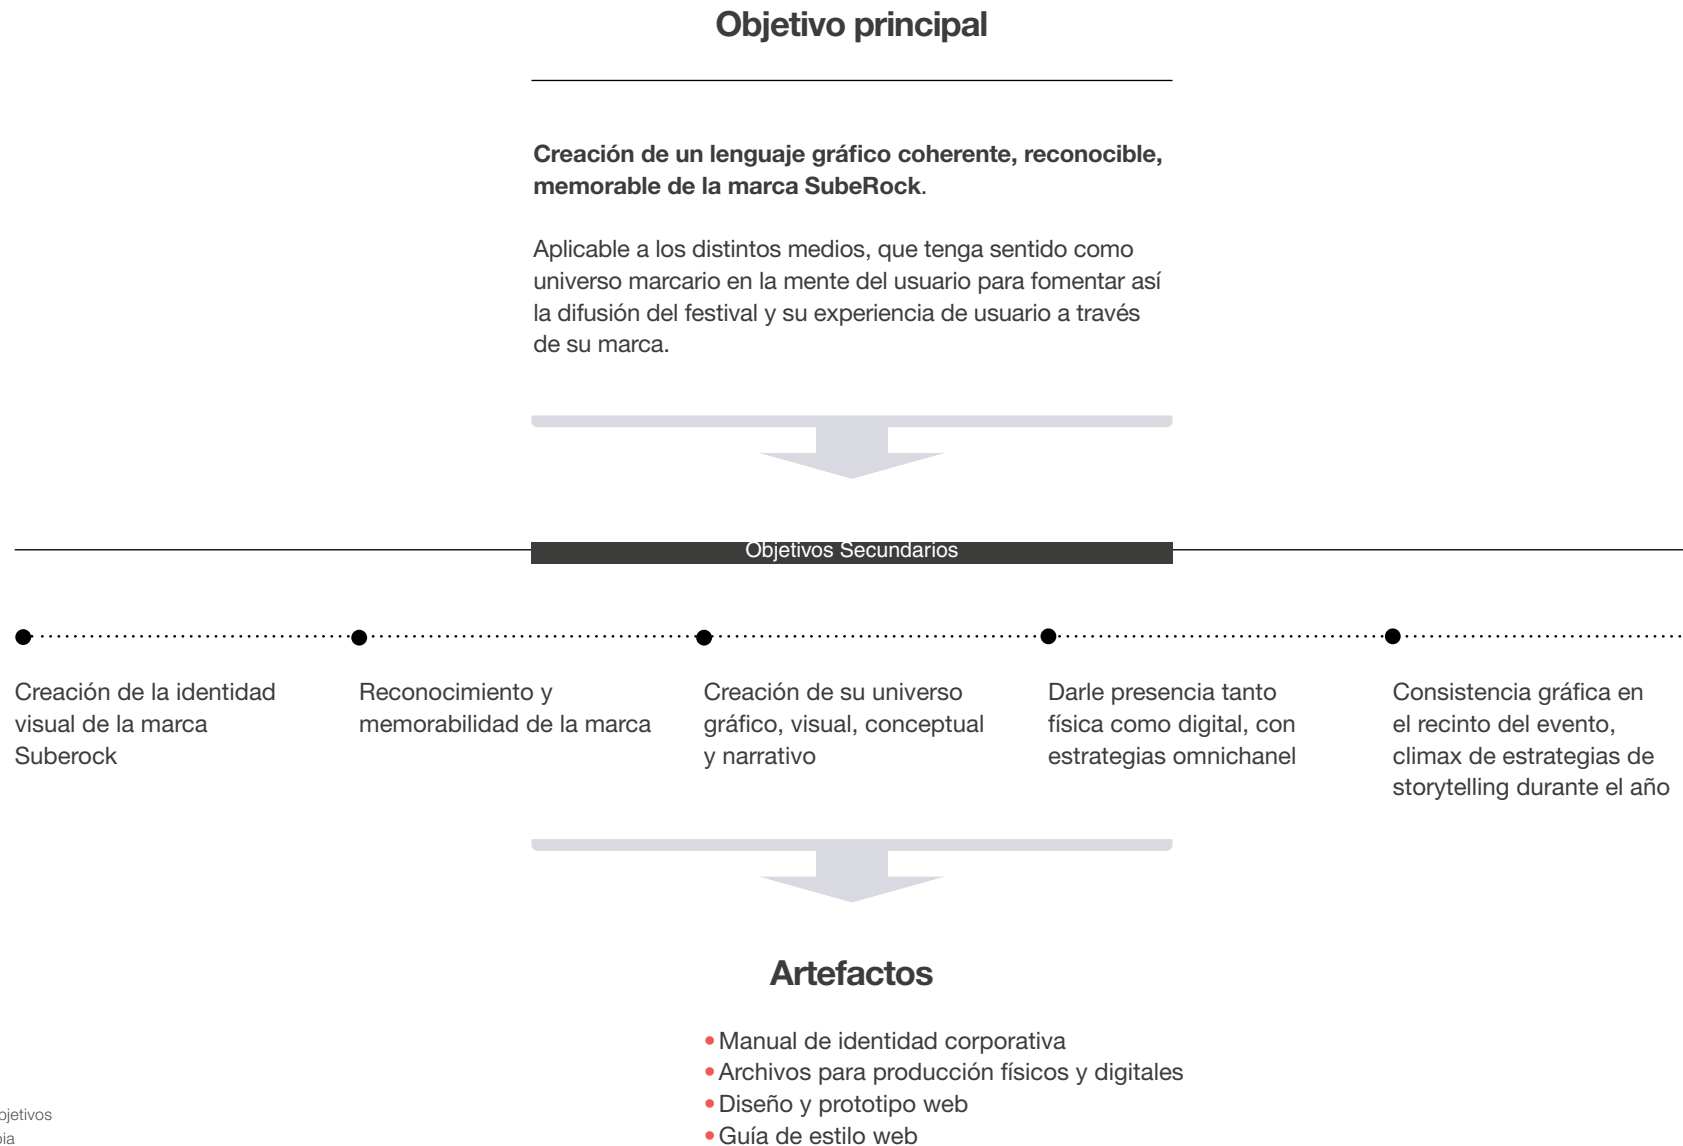 Objetivo principal
Creación de un lenguaje gráfico coherente, reconocible,
memorable de la marca SubeRock.
Aplicable a los distintos medios, que tenga sentido como
universo marcario en la mente del usuario para fomentar así
la difusión del festival y su experiencia de usuario a través
de su marca.
Objetivos Secundarios
Creación de la identidad
visual de la marca
Suberock
Reconocimiento y
memorabilidad de la marca
Creación de su universo
gráfico, visual, conceptual
y narrativo
Darle presencia tanto
física como digital, con
estrategias omnichanel
Consistencia gráfica en
el recinto del evento,
climax de estrategias de
storytelling durante el año
Artefactos
•Manual de identidad corporativa
•Archivos para producción físicos y digitales
•Diseño y prototipo web
•Guía de estilo web